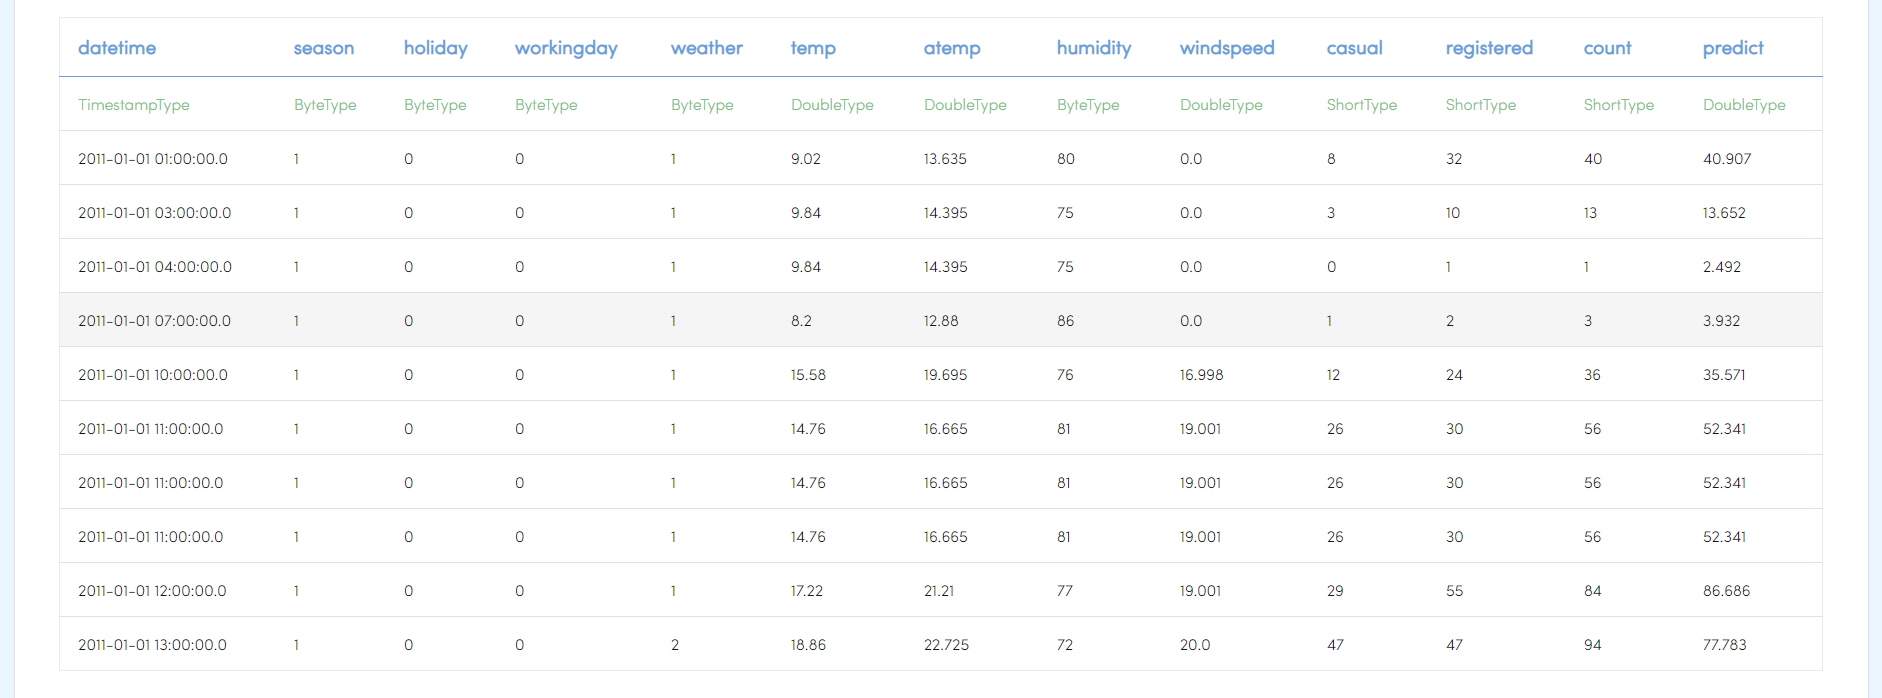 datetime season holiday workingday weather temp atemp humidity windspeed casual registered count predict
TimestampType ByteType ByteType ByteType ByteType DoubleType DoubleType ByteType DoubleType ShortType ShortType ShortType DoubleType
2011-01-01 01:00:00.0 1 0 0 1 9.02 13.635 80 0.0 8 32 40 40.907
2011-01-01 03:00:00.0 1 0 0 1 9.84 14.395 75 0.0 3 10 13 13.652
2011-01-01 04:00:00.0 1 0 0 1 9.84 14.395 75 0.0 0 1 1 2.492
2011-01-01 07:00:00.0 1 0 0 1 8.2 12.88 86 0.0 1 2 3 3.932
2011-01-01 10:00:00.0 1 0 0 1 15.58 19.695 76 16.998 12 24 36 35.571
2011-01-01 11:00:00.0 1 0 0 1 14.76 16.665 81 19.001 26 30 56 52.341
2011-01-01 11:00:00.0 1 0 0 1 14.76 16.665 81 19.001 26 30 56 52.341
2011-01-01 11:00:00.0 1 0 0 1 14.76 16.665 81 19.001 26 30 56 52.341
2011-01-01 12:00:00.0 1 0 0 1 17.22 21.21 77 19.001 29 55 84 86.686
2011-01-01 13:00:00.0 1 0 0 2 18.86 22.725 72 20.0 47 47 94 77.783